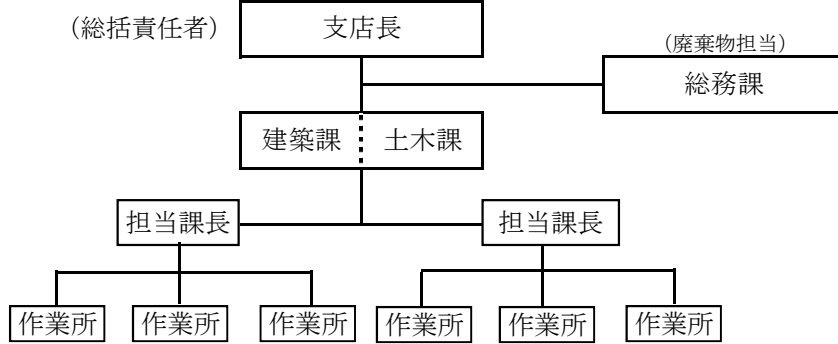 （総括責任者）
支店長
（廃棄物担当）
総務課
建築課
土木課
担当課長
担当課長
作業所
作業所
作業所
作業所
作業所
作業所